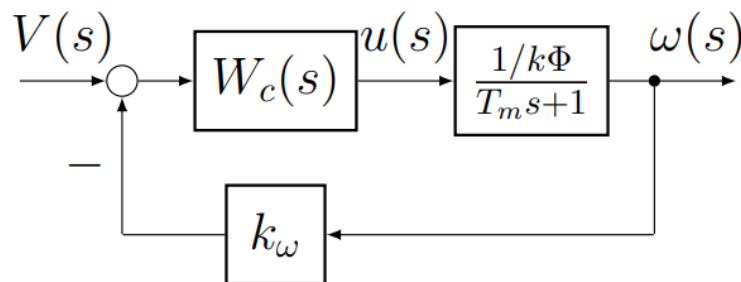 V(s)
W_c(s)
u(s)
1/kΦ
T_m s+1
ω(s)
−
k_ω